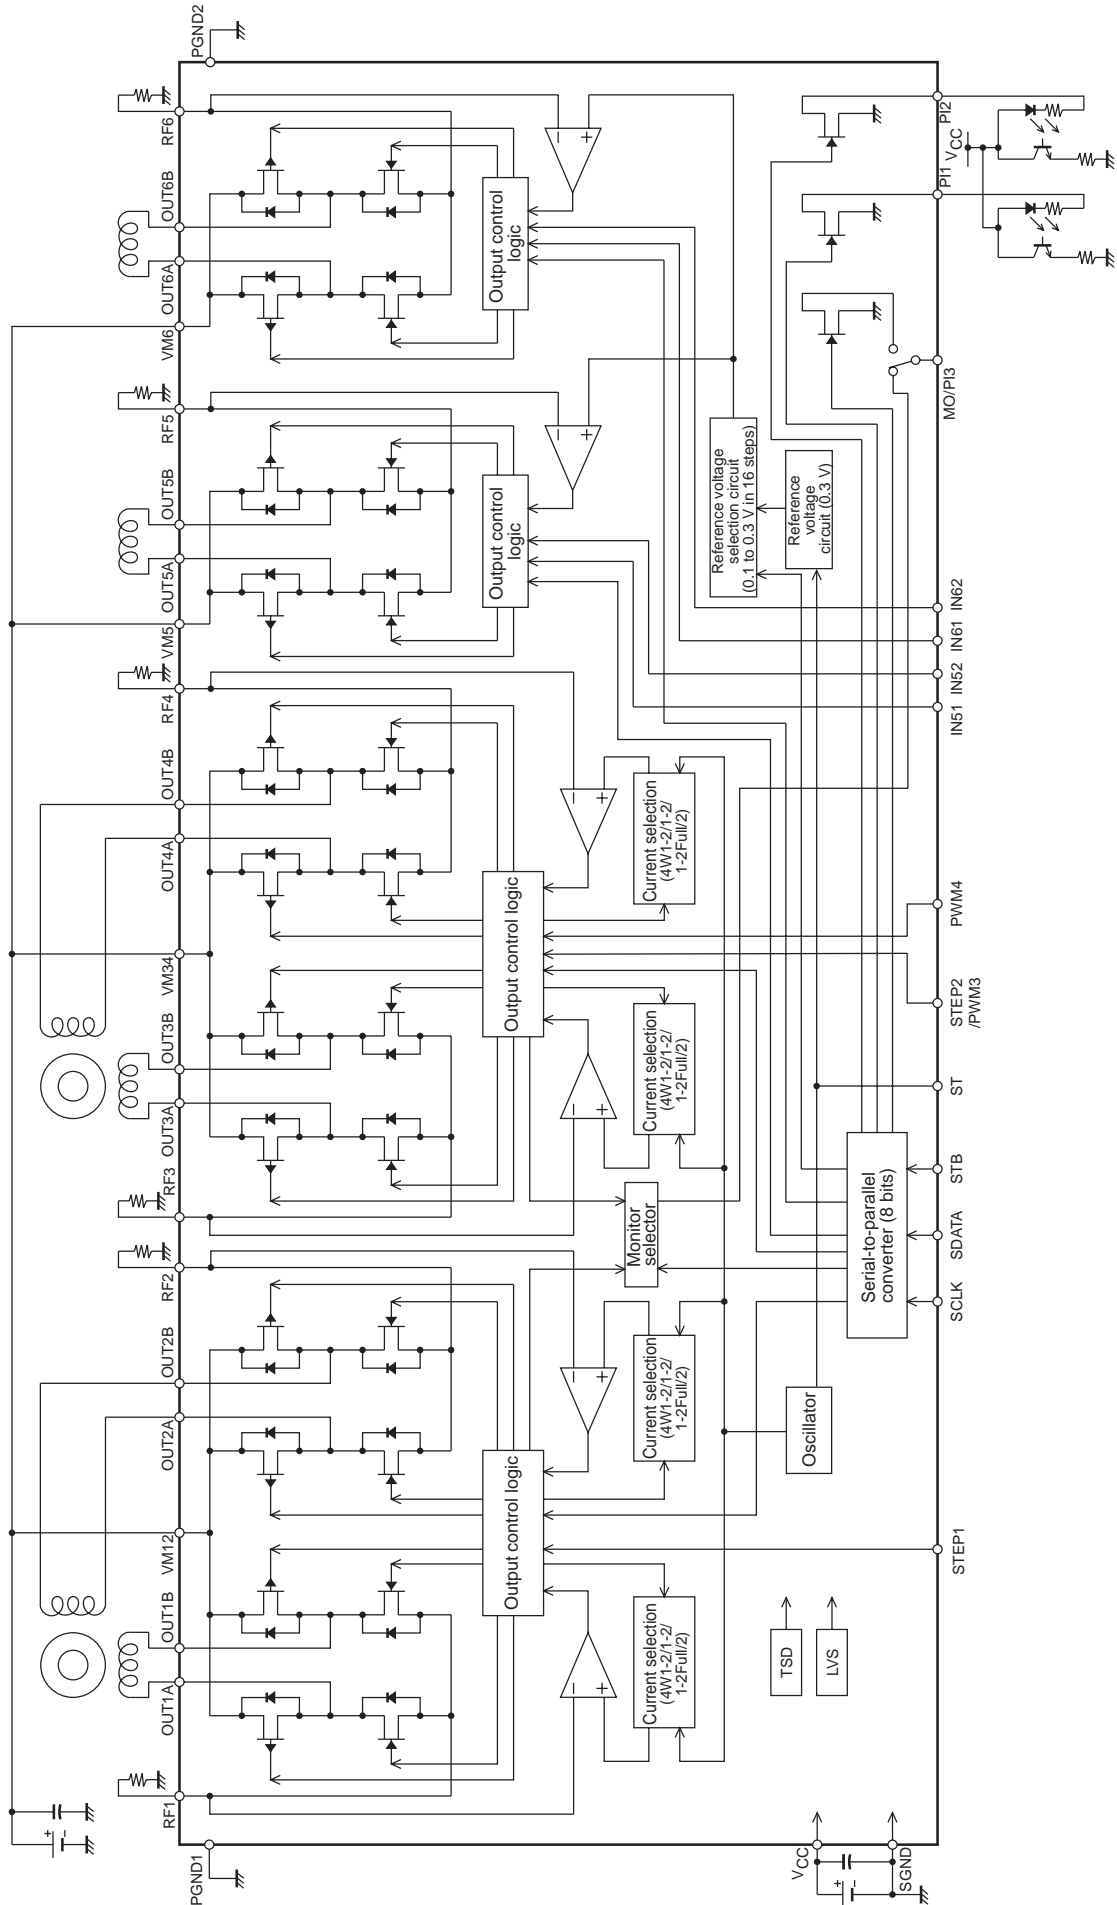 PGND1
PGND2
RF1
OUT1A
OUT1B
VM12
OUT2A
OUT2B
RF2
RF3
OUT3A
OUT3B
VM34
OUT4A
OUT4B
RF4
VM5
OUT5A
OUT5B
RF5
VM6
OUT6A
OUT6B
RF6
+
−
Output control logic
Output control logic
Output control
logic
Output control
logic
−
+
+
−
−
+
+
−
−
+
−
+
Current selection
(4W1-2/1-2/
1-2Full/2)
Current selection
(4W1-2/1-2/
1-2Full/2)
Monitor
selector
Current selection
(4W1-2/1-2/
1-2Full/2)
Current selection
(4W1-2/1-2/
1-2Full/2)
Reference voltage
selection circuit
(0.1 to 0.3 V in 16 steps)
Reference
voltage
circuit (0.3 V)
TSD
LVS
Oscillator
Serial-to-parallel
converter (8 bits)
VCC
+
−
SGND
STEP1
SCLK
SDATA
STB
ST
STEP2
/PWM3
PWM4
IN51
IN52
IN61
IN62
MO/PI3
PI1
VCC
PI2